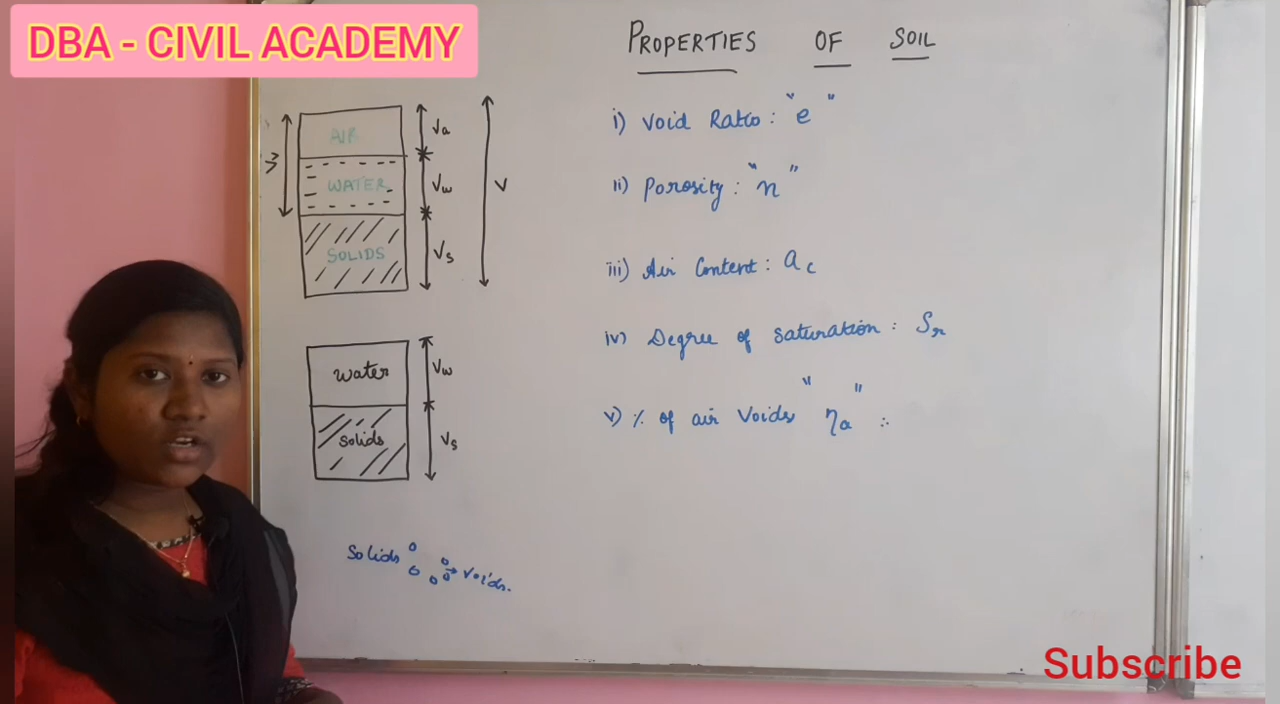 DBA - CIVIL ACADEMY
PROPERTIES OF SOIL
AIR
Va
WATER
Vw
V
SOLIDS
Vs
Water
Vw
Solids
Vs
Solids
Voids.
i) Void Ratio : "e"
ii) Porosity : "n"
iii) Air Content : ac
iv) Degree of saturation : Sr
v) % of air Voids "ηa" :
Subscribe